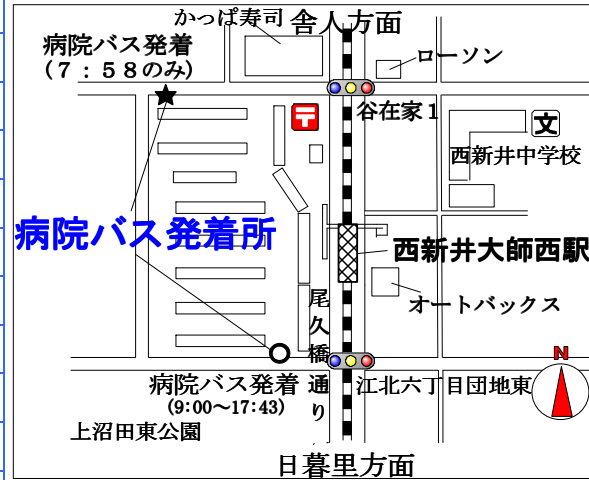 かっぱ寿司
舎人方面
病院バス発着
（7：58のみ）
ローソン
〒
谷在家1
文
西新井中学校
病院バス発着所
西新井大師西駅
オートバックス
尾久橋通り
N
病院バス発着
(9:00～17:43)
江北六丁目団地東
上沼田東公園
日暮里方面